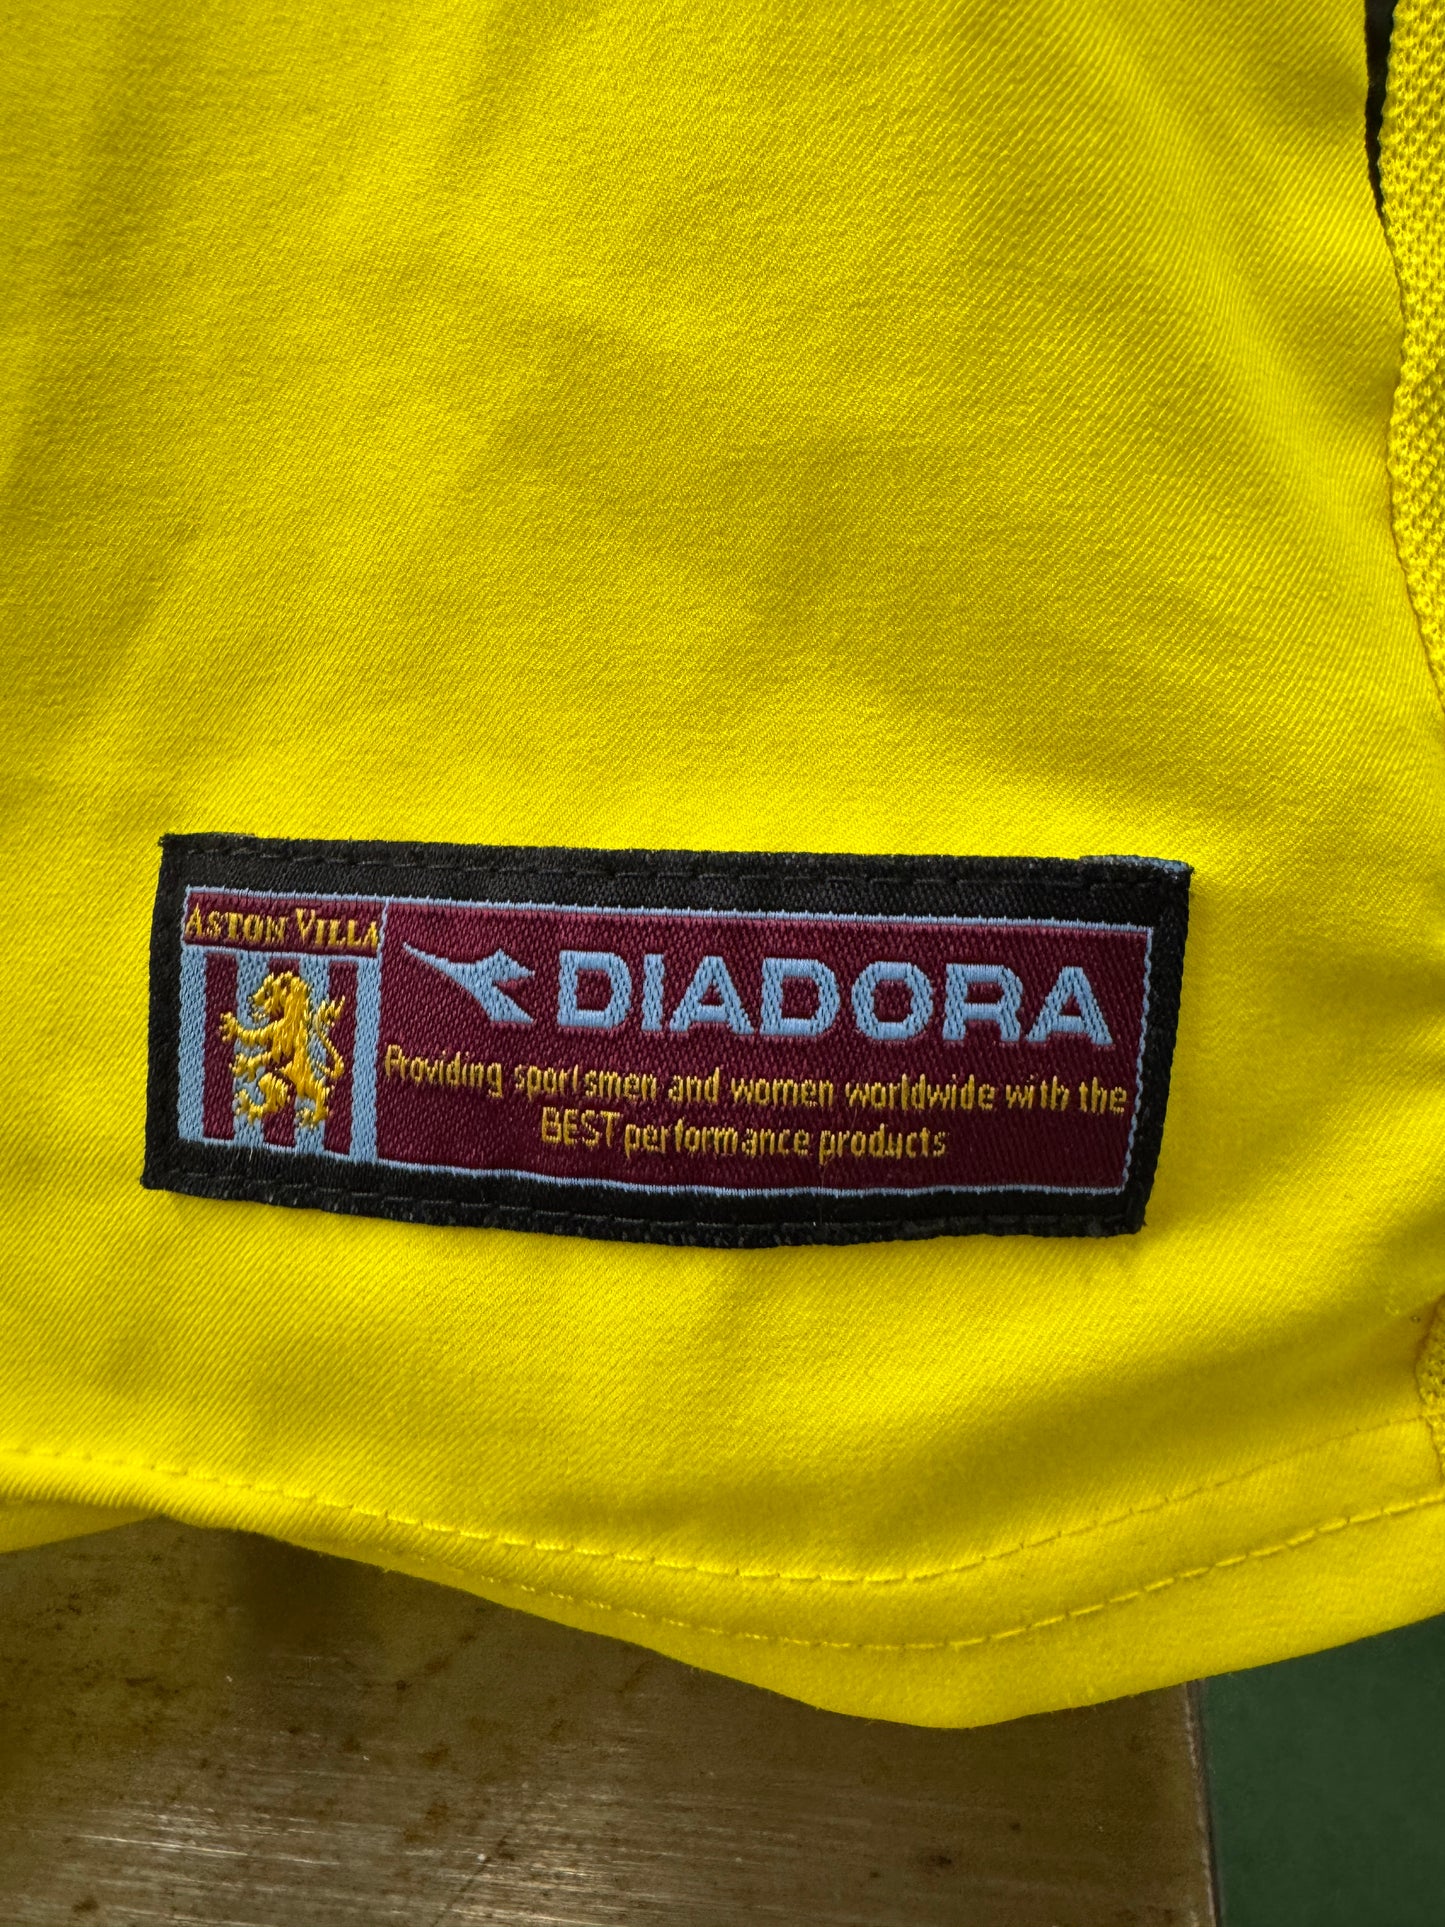 ASTON VILLA
DIADORA
Providing sportsmen and women worldwide with the
BEST performance products